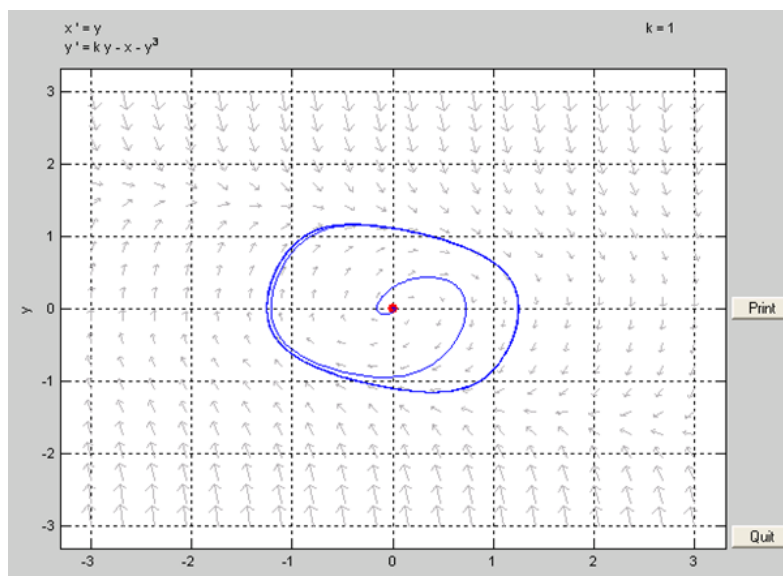 x ' = y
y ' = k y - x - y³
k = 1
3
2
1
y
0
-1
-2
-3
-3
-2
-1
0
1
2
3
Print
Quit